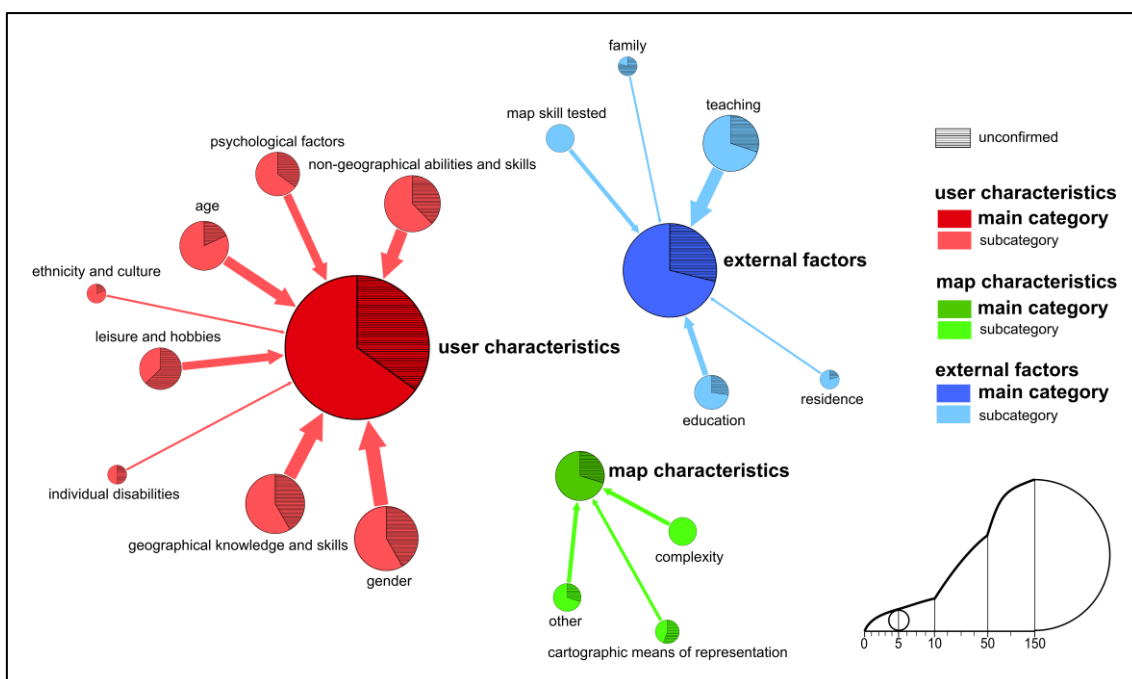 family
teaching
map skill tested
psychological factors
non-geographical abilities and skills
age
ethnicity and culture
leisure and hobbies
user characteristics
individual disabilities
geographical knowledge and skills
gender
external factors
residence
education
map characteristics
complexity
other
cartographic means of representation
unconfirmed
user characteristics
main category
subcategory
map characteristics
main category
subcategory
external factors
main category
subcategory
0 5 10 50 150